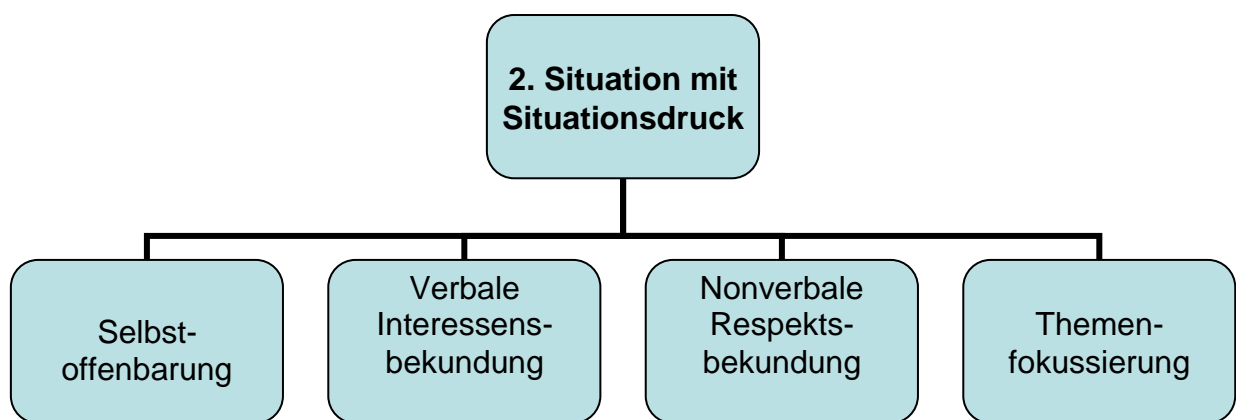 2. Situation mit
Situationsdruck
Selbst-
offenbarung
Verbale
Interessens-
bekundung
Nonverbale
Respekts-
bekundung
Themen-
fokussierung